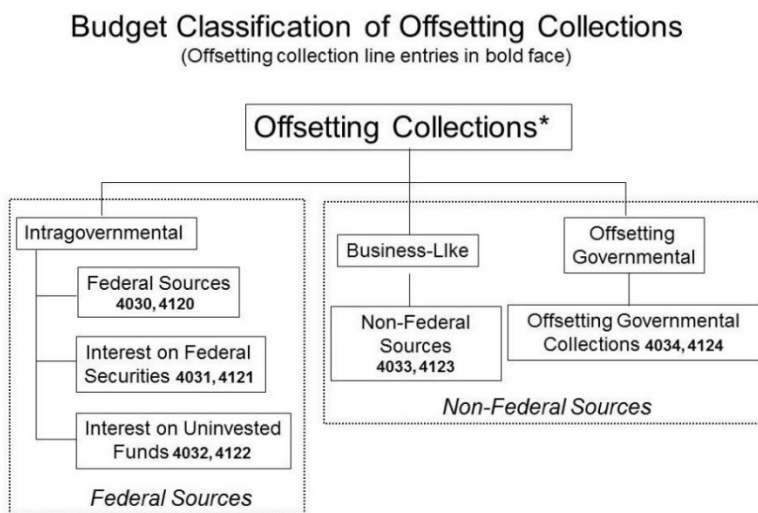 Budget Classification of Offsetting Collections
(Offsetting collection line entries in bold face)
Offsetting Collections*
Intragovernmental
Federal Sources
4030, 4120
Interest on Federal
Securities 4031, 4121
Interest on Uninvested
Funds 4032, 4122
Federal Sources
Business-LIke
Non-Federal
Sources
4033, 4123
Offsetting
Governmental
Offsetting Governmental
Collections 4034, 4124
Non-Federal Sources